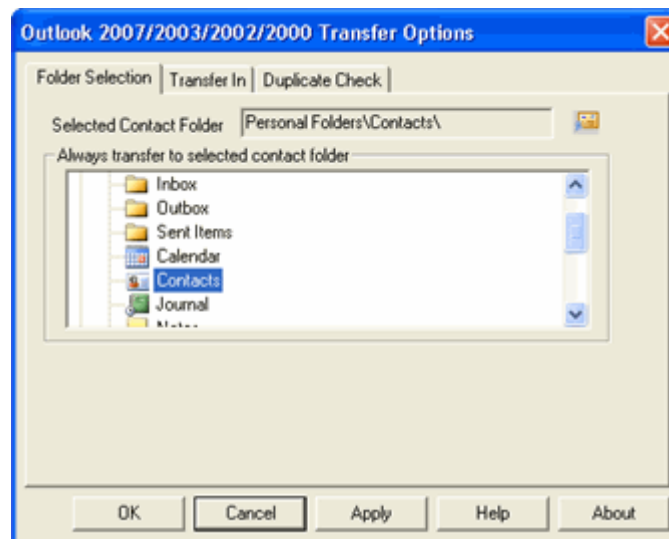 Outlook 2007/2003/2002/2000 Transfer Options
Folder Selection Transfer In Duplicate Check
Selected Contact Folder Personal Folders\Contacts\
Always transfer to selected contact folder
Inbox
Outbox
Sent Items
Calendar
Contacts
Journal
OK Cancel Apply Help About